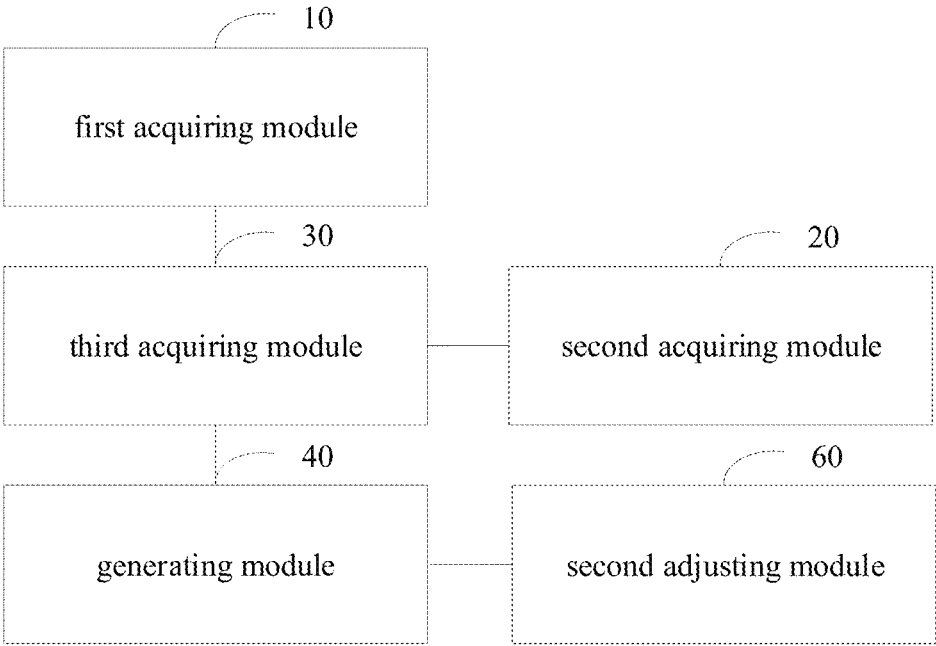 10
first acquiring module
30
20
third acquiring module
second acquiring module
40
60
generating module
second adjusting module